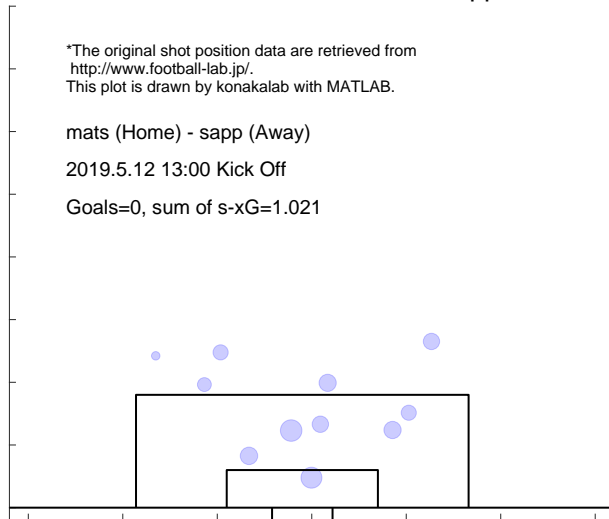 *The original shot position data are retrieved from
http://www.football-lab.jp/.
This plot is drawn by konakalab with MATLAB.
mats (Home) - sapp (Away)
2019.5.12 13:00 Kick Off
Goals=0, sum of s-xG=1.021